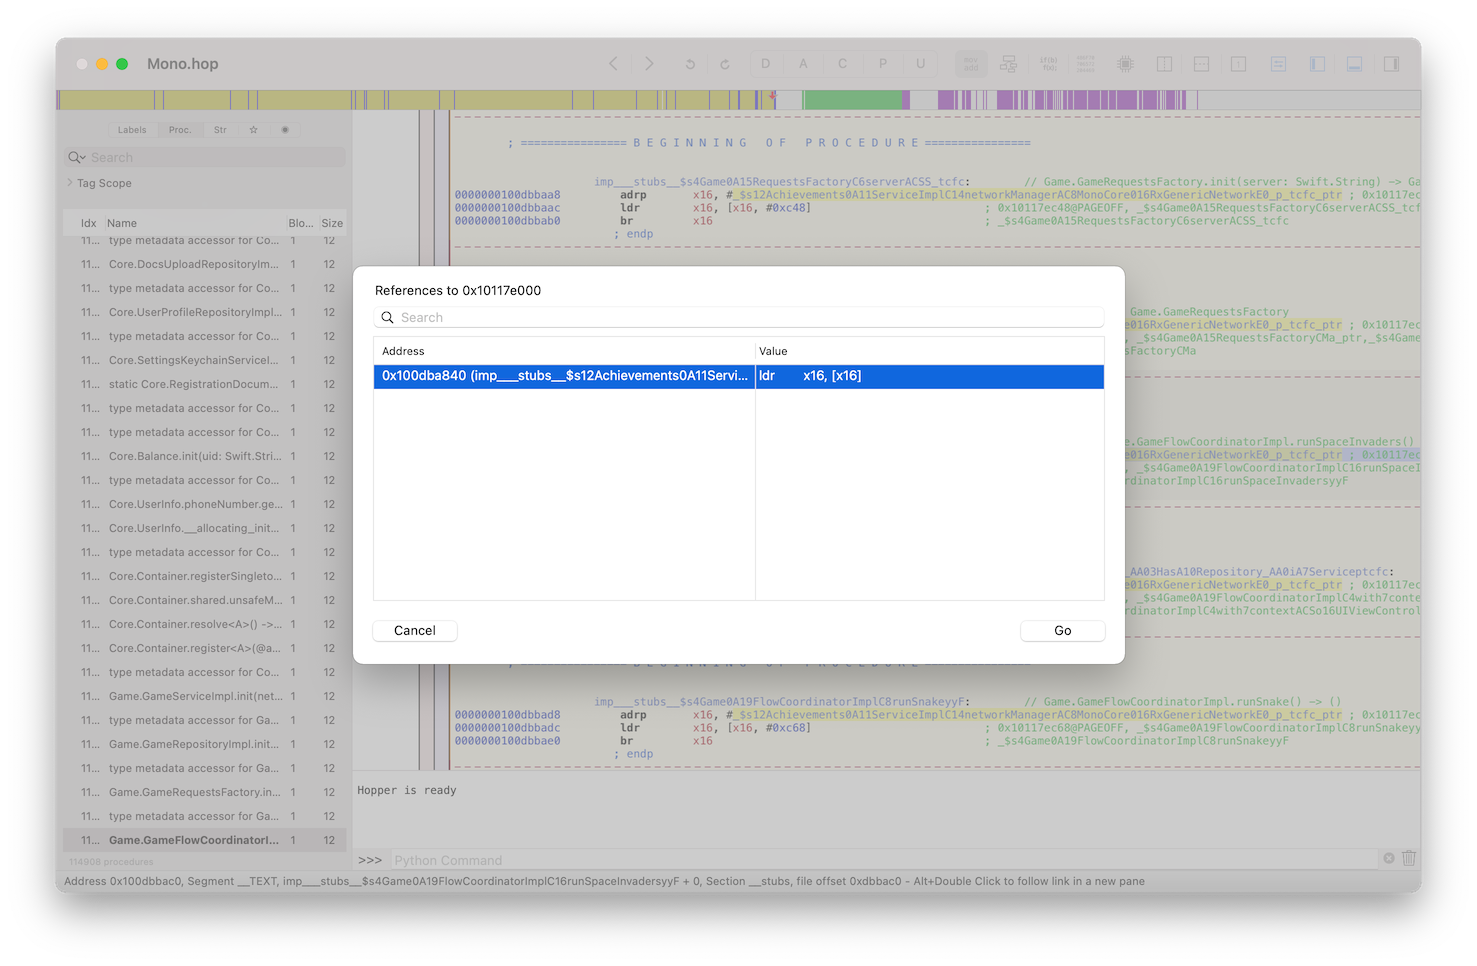 Mono.hop
D A C P U
if(b) f(x);
Labels Proc. Str
Search
Tag Scope
Idx Name Blo... Size
11... type metadata accessor for Co... 1 12
11... Core.DocsUploadRepositoryIm... 1 12
11... type metadata accessor for Co... 1 12
11... Core.UserProfileRepositoryImpl... 1 12
11... type metadata accessor for Co... 1 12
11... Core.SettingsKeychainServiceI... 1 12
11... static Core.RegistrationDocum... 1 12
11... type metadata accessor for Co... 1 12
11... type metadata accessor for Co... 1 12
11... Core.Balance.init(uid: Swift.Stri... 1 12
11... type metadata accessor for Co... 1 12
11... Core.UserInfo.phoneNumber.ge... 1 12
11... Core.UserInfo.__allocating_init... 1 12
11... type metadata accessor for Co... 1 12
11... Core.Container.registerSingleto... 1 12
11... Core.Container.shared.unsafeM... 1 12
11... Core.Container.resolve<A>() ->... 1 12
11... Core.Container.register<A>(@a... 1 12
11... type metadata accessor for Co... 1 12
11... Game.GameServiceImpl.init(net... 1 12
11... type metadata accessor for Ga... 1 12
11... Game.GameRepositoryImpl.init... 1 12
11... type metadata accessor for Ga... 1 12
11... Game.GameRequestsFactory.in... 1 12
11... type metadata accessor for Ga... 1 12
11... Game.GameFlowCoordinatorI... 1 12
114908 procedures
; ================ B E G I N N I N G   O F   P R O C E D U R E ================
imp___stubs__$s4Game0A15RequestsFactoryC6serverACSS_tcfc: // Game.GameRequestsFactory.init(server: Swift.String) -> Ga
0000000100dbbaa8 adrp x16, #_$s12Achievements0A11ServiceImplC14networkManagerAC8MonoCore016RxGenericNetworkE0_p_tcfc_ptr ; 0x10117ec
0000000100dbbaac ldr x16, [x16, #0xc48] ; 0x10117ec48@PAGEOFF, _$s4Game0A15RequestsFactoryC6serverACSS_tcf
0000000100dbbab0 br x16 ; _$s4Game0A15RequestsFactoryC6serverACSS_tcfc
; endp
Game.GameRequestsFactory
e016RxGenericNetworkE0_p_tcfc_ptr ; 0x10117ec
, _$s4Game0A15RequestsFactoryCMa_ptr,_$s4Game
sFactoryCMa
e.GameFlowCoordinatorImpl.runSpaceInvaders()
e016RxGenericNetworkE0_p_tcfc_ptr ; 0x10117ec
, _$s4Game0A19FlowCoordinatorImplC16runSpaceI
rdinatorImplC16runSpaceInvadersyyF
_AA03HasA10Repository_AA0iA7Serviceptcfc:
e016RxGenericNetworkE0_p_tcfc_ptr ; 0x10117ec
, _$s4Game0A19FlowCoordinatorImplC4with7conte
rdinatorImplC4with7contextACSo16UIViewControl
; ================ B E G I N N I N G   O F   P R O C E D U R E ================
imp___stubs__$s4Game0A19FlowCoordinatorImplC8runSnakeyyF: // Game.GameFlowCoordinatorImpl.runSnake() -> ()
0000000100dbbad8 adrp x16, #_$s12Achievements0A11ServiceImplC14networkManagerAC8MonoCore016RxGenericNetworkE0_p_tcfc_ptr ; 0x10117ec
0000000100dbbadc ldr x16, [x16, #0xc68] ; 0x10117ec68@PAGEOFF, _$s4Game0A19FlowCoordinatorImplC8runSnakeyy
0000000100dbbae0 br x16 ; _$s4Game0A19FlowCoordinatorImplC8runSnakeyyF
; endp
References to 0x10117e000
Search
Address Value
0x100dba840 (imp___stubs__$s12Achievements0A11Servi... ldr x16, [x16]
Cancel Go
Hopper is ready
>>> Python Command
Address 0x100dbbac0, Segment __TEXT, imp___stubs__$s4Game0A19FlowCoordinatorImplC16runSpaceInvadersyyF + 0, Section __stubs, file offset 0xdbbac0 - Alt+Double Click to follow link in a new pane